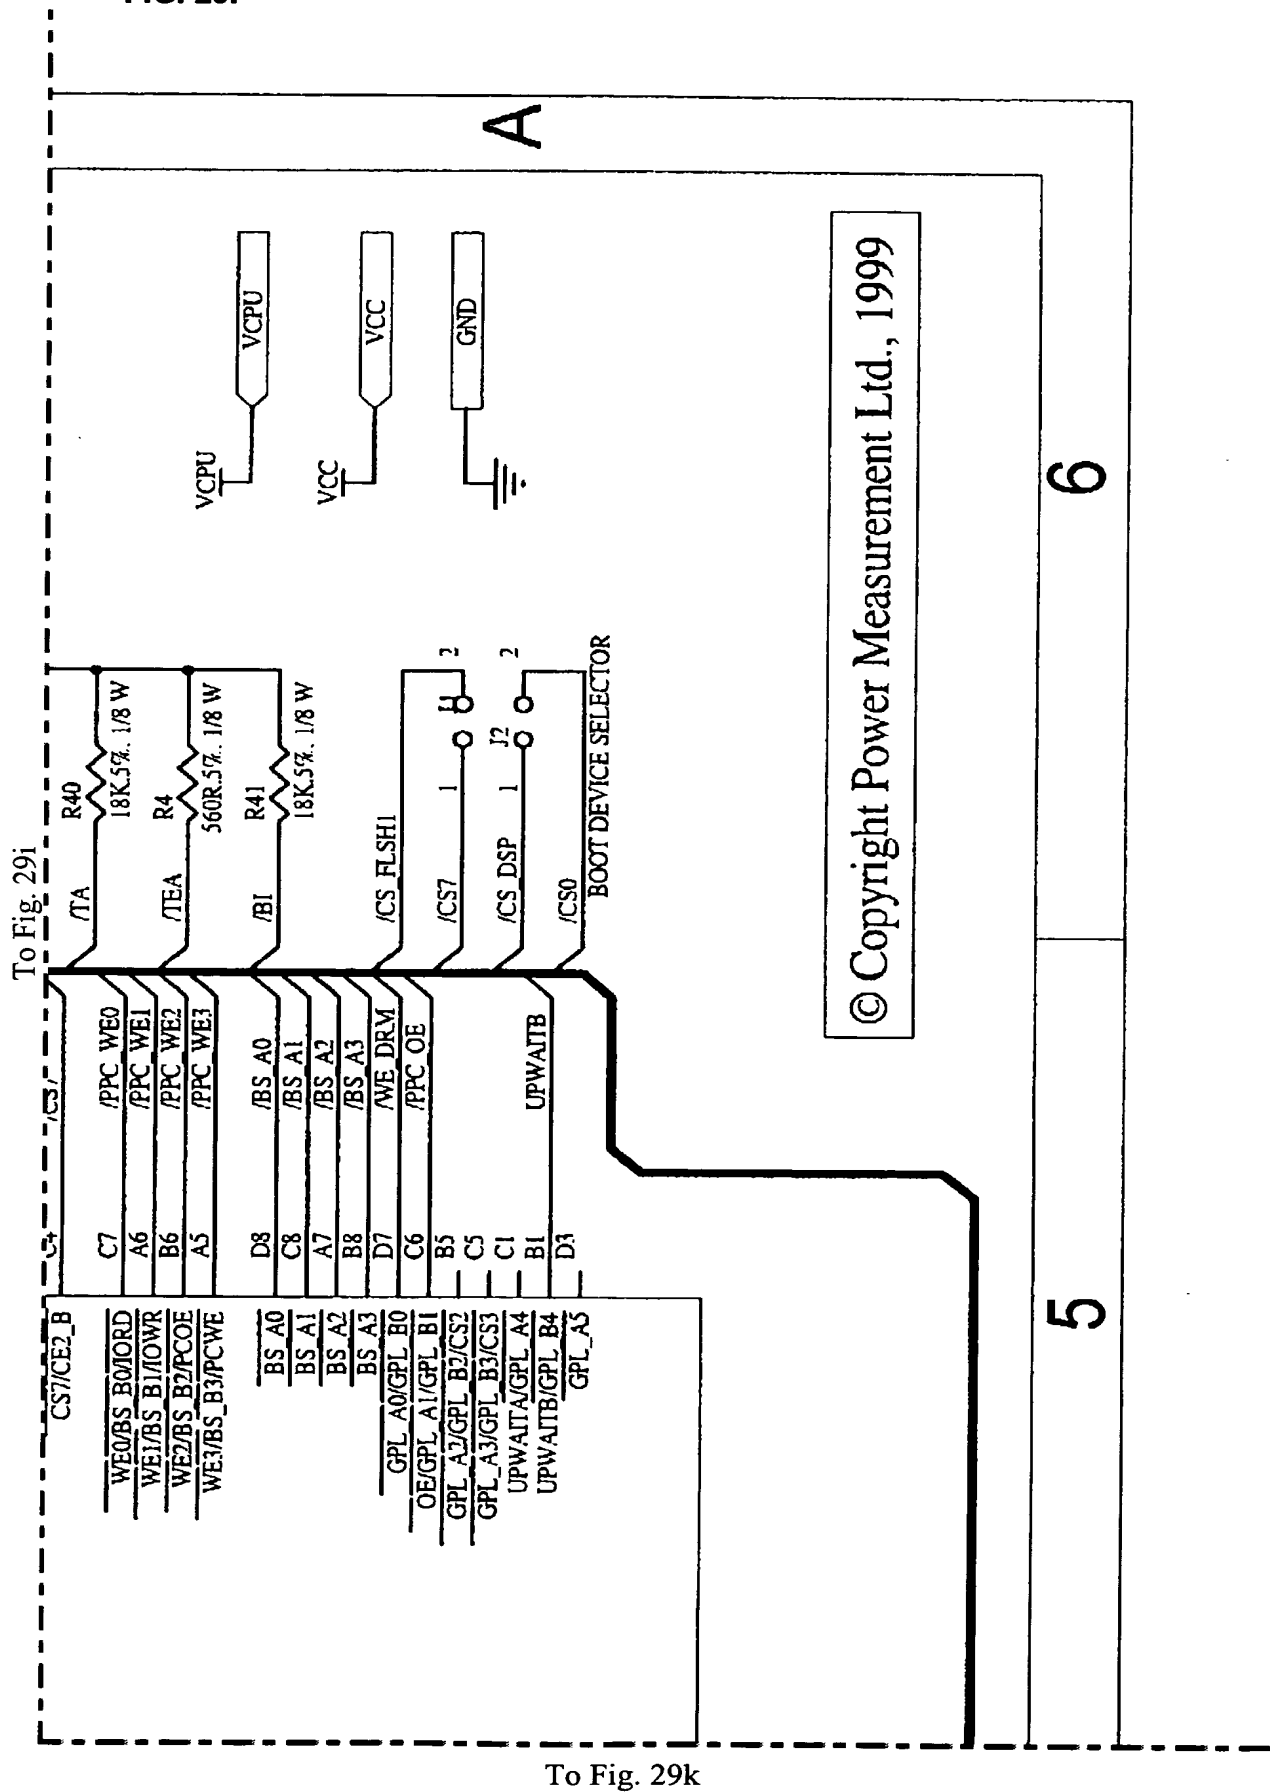 To Fig. 29i
A
VCPU
VCPU
VCC
VCC
GND
R40
18K.5%.. 1/8 W
/TA
R4
560R.5%.. 1/8 W
/TEA
R41
18K.5%.. 1/8 W
/BI
/CS_FLSH1
2
1
/CS7
J2
2
1
/CS_DSP
/CS0
BOOT DEVICE SELECTOR
CS7/CE2_B
WE0/BS_B0/IORD C7 /PPC_WE0
WE1/BS_B1/IOWR A6 /PPC_WE1
WE2/BS_B2/PCOE B6 /PPC_WE2
WE3/BS_B3/PCWE A5 /PPC_WE3
BS_A0 D8 /BS_A0
BS_A1 C8 /BS_A1
BS_A2 A7 /BS_A2
BS_A3 B8 /BS_A3
GPL_A0/GPL_B0 D7 /WE_DRM
OE/GPL_A1/GPL_B1 C6 /PPC_OE
GPL_A2/GPL_B2/CS2 B5
GPL_A3/GPL_B3/CS3 C5
UPWAITA/GPL_A4 C1
UPWAITB/GPL_B4 B1 UPWAITB
GPL_A5 D3
© Copyright Power Measurement Ltd., 1999
5
6
To Fig. 29k